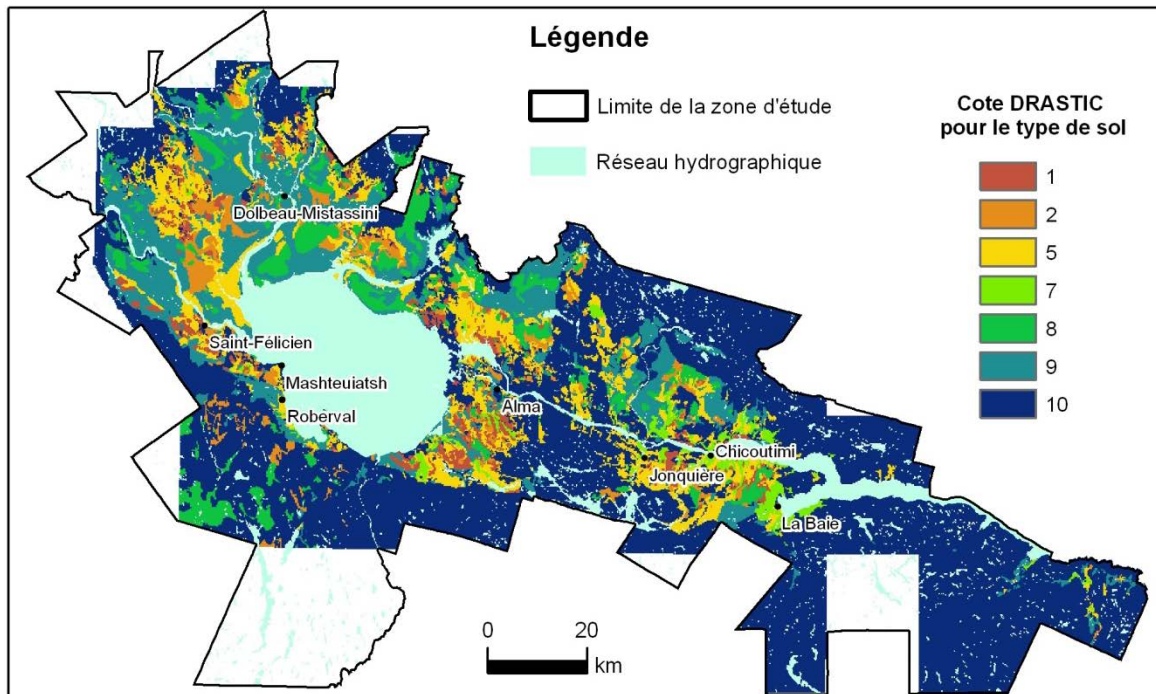 Légende
Limite de la zone d'étude
Réseau hydrographique
Cote DRASTIC
pour le type de sol
1
2
5
7
8
9
10
Dolbeau-Mistassini
Saint-Félicien
Mashteuiatsh
Roberval
Alma
Chicoutimi
Jonquière
La Baie
0 20
km